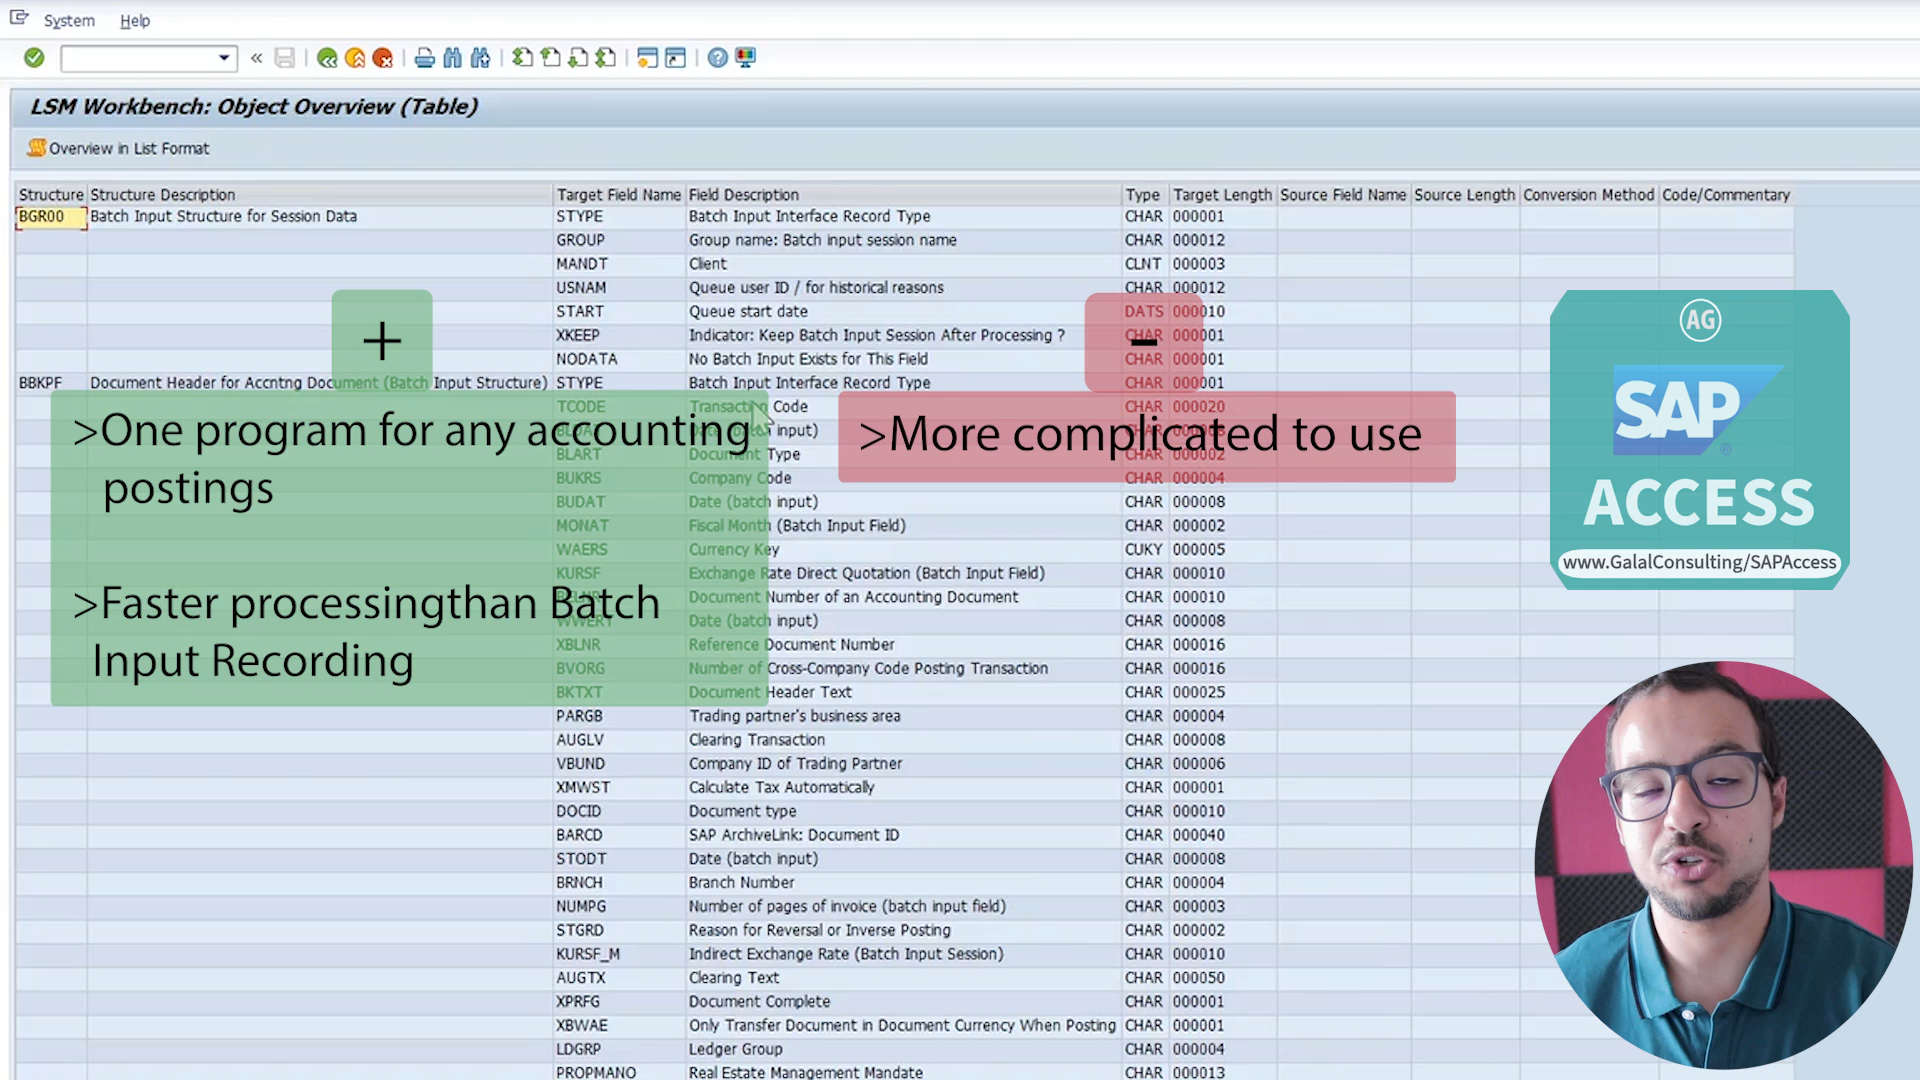 System Help
LSM Workbench: Object Overview (Table)
Overview in List Format
Structure Structure Description Target Field Name Field Description Type Target Length Source Field Name Source Length Conversion Method Code/Commentary
BGR00 Batch Input Structure for Session Data STYPE Batch Input Interface Record Type CHAR 000001
GROUP Group name: Batch input session name CHAR 000012
MANDT Client CLNT 000003
USNAM Queue user ID / for historical reasons CHAR 000012
START Queue start date DATS 000010
XKEEP Indicator: Keep Batch Input Session After Processing ? CHAR 000001
NODATA No Batch Input Exists for This Field CHAR 000001
BBKPF Document Header for Accntng Document (Batch Input Structure) STYPE Batch Input Interface Record Type CHAR 000001
TCODE Transaction Code CHAR 000020
input)
BLART Document Type CHAR 000002
BUKRS Company Code CHAR 000004
BUDAT Date (batch input) CHAR 000008
MONAT Fiscal Month (Batch Input Field) CHAR 000002
WAERS Currency Key CUKY 000005
KURSF Exchange Rate Direct Quotation (Batch Input Field) CHAR 000010
Document Number of an Accounting Document CHAR 000010
Date (batch input) CHAR 000008
XBLNR Reference Document Number CHAR 000016
BVORG Number of Cross-Company Code Posting Transaction CHAR 000016
BKTXT Document Header Text CHAR 000025
PARGB Trading partner's business area CHAR 000004
AUGLV Clearing Transaction CHAR 000008
VBUND Company ID of Trading Partner CHAR 000006
XMWST Calculate Tax Automatically CHAR 000001
DOCID Document type CHAR 000010
BARCD SAP ArchiveLink: Document ID CHAR 000040
STODT Date (batch input) CHAR 000008
BRNCH Branch Number CHAR 000004
NUMPG Number of pages of invoice (batch input field) CHAR 000003
STGRD Reason for Reversal or Inverse Posting CHAR 000002
KURSF_M Indirect Exchange Rate (Batch Input Session) CHAR 000010
AUGTX Clearing Text CHAR 000050
XPRFG Document Complete CHAR 000001
XBWAE Only Transfer Document in Document Currency When Posting CHAR 000001
LDGRP Ledger Group CHAR 000004
PROPMANO Real Estate Management Mandate CHAR 000013
+
>One program for any accounting
postings
>Faster processingthan Batch
Input Recording
-
>More complicated to use
AG
SAP®
ACCESS
www.GalalConsulting/SAPAccess